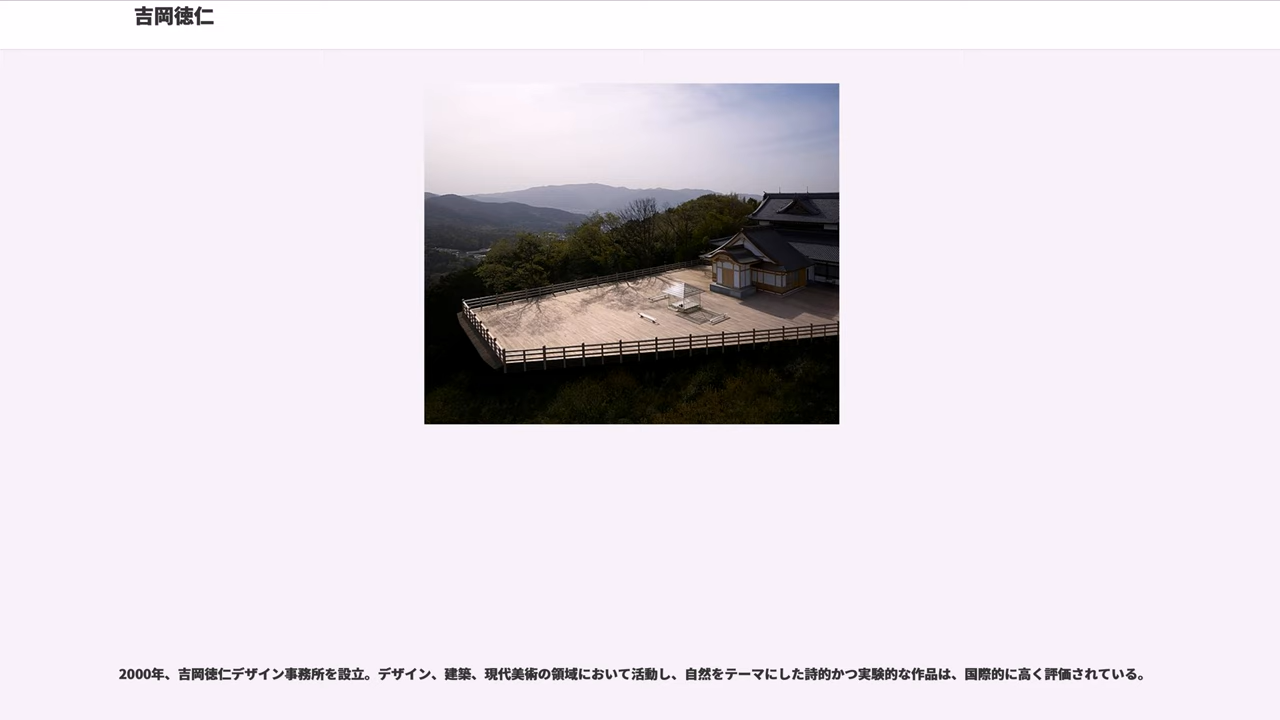 吉岡徳仁
2000年、吉岡徳仁デザイン事務所を設立。デザイン、建築、現代美術の領域において活動し、自然をテーマにした詩的かつ実験的な作品は、国際的に高く評価されている。